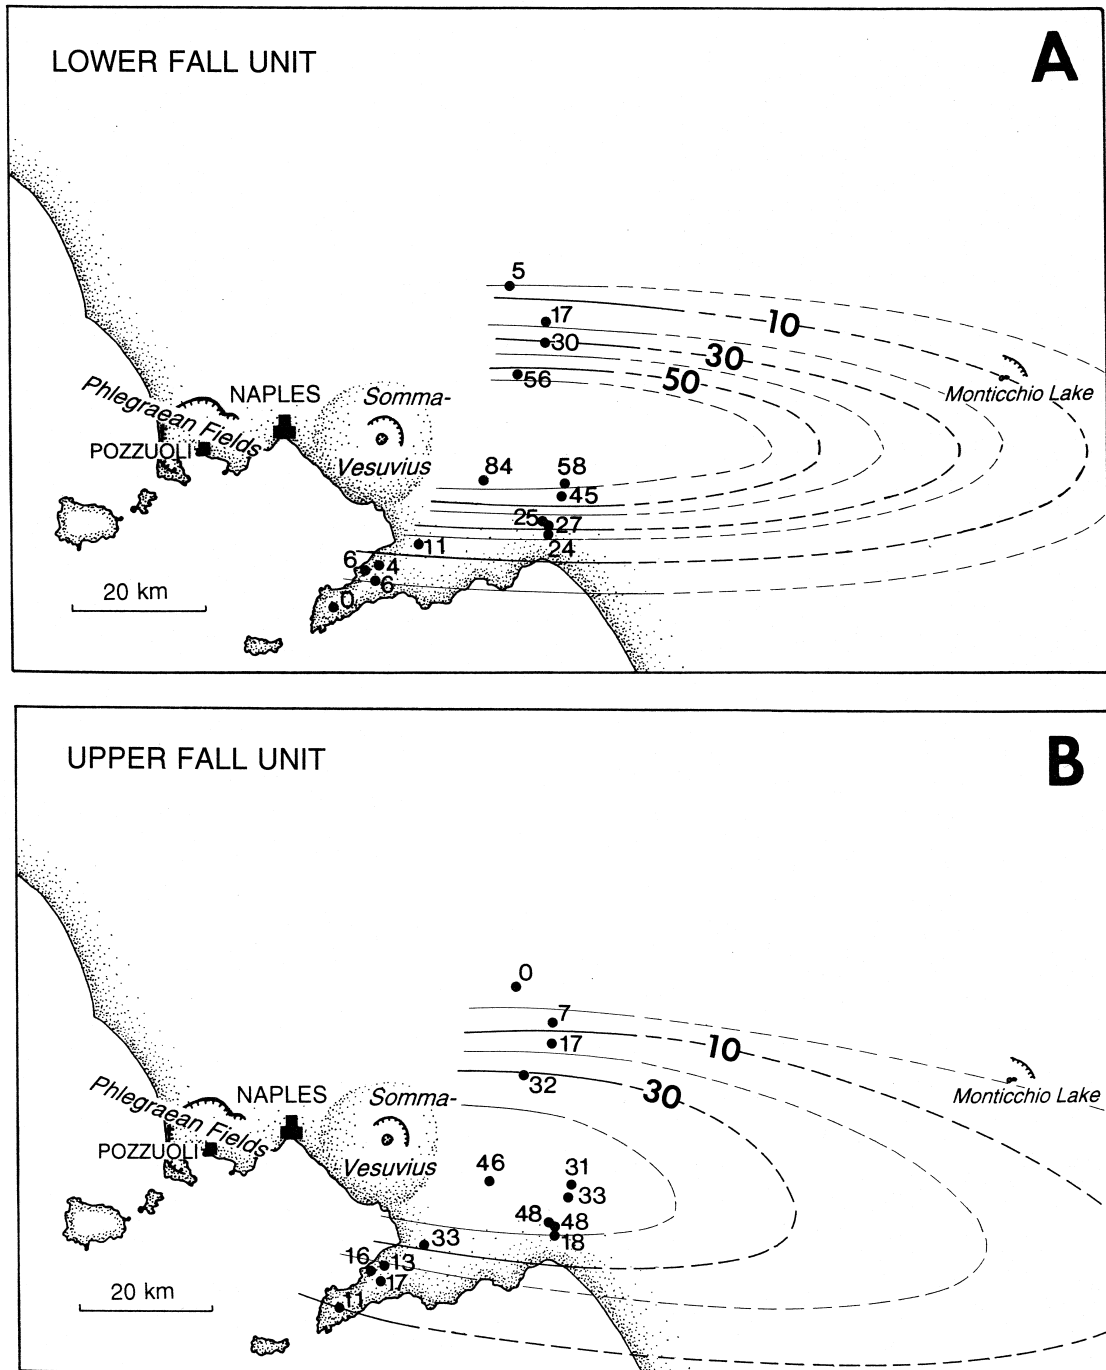 LOWER FALL UNIT
A
5
17
10
30
30
56
50
Monticchio Lake
Phlegraean Fields
NAPLES
Somma-
Vesuvius
POZZUOLI
84
58
45
25
27
24
11
6
4
6
0
20 km
UPPER FALL UNIT
B
0
7
17
10
32
30
Monticchio Lake
Phlegraean Fields
NAPLES
Somma-
Vesuvius
POZZUOLI
46
31
33
48
48
18
33
16
13
17
11
20 km